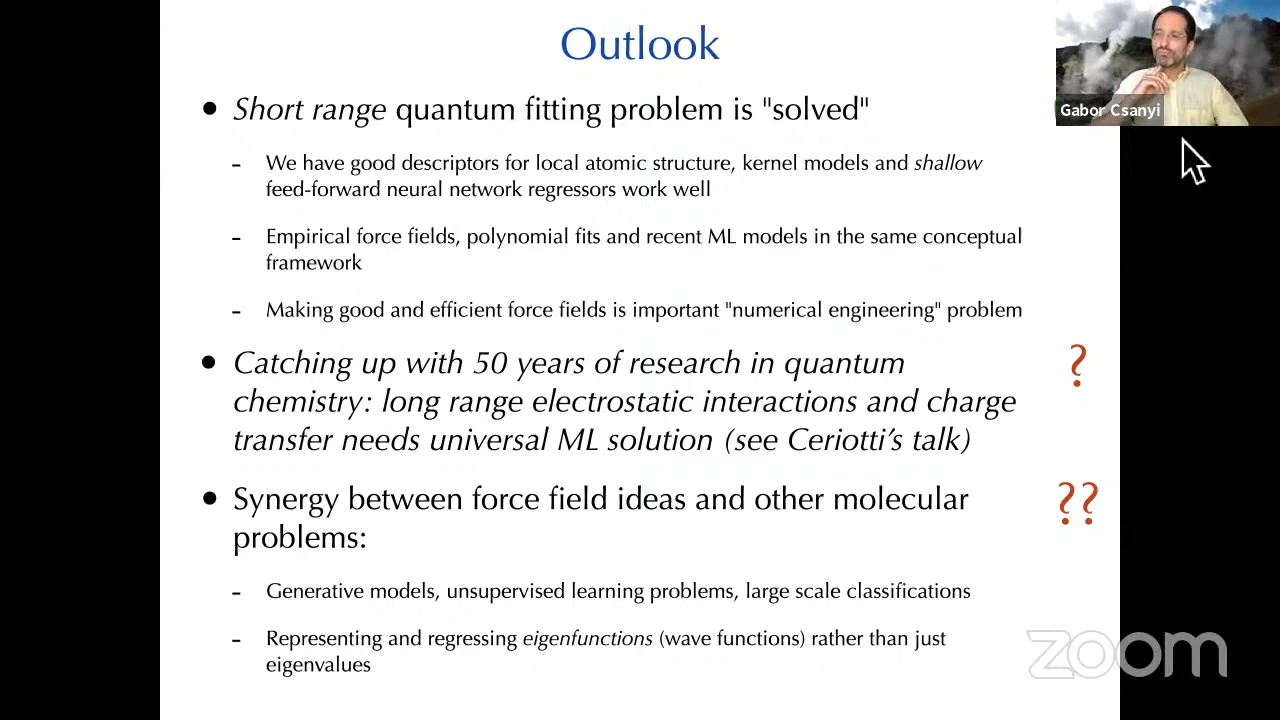 Outlook
Gabor Csanyi
• Short range quantum fitting problem is "solved"
- We have good descriptors for local atomic structure, kernel models and shallow
feed-forward neural network regressors work well
- Empirical force fields, polynomial fits and recent ML models in the same conceptual
framework
- Making good and efficient force fields is important "numerical engineering" problem
• Catching up with 50 years of research in quantum
chemistry: long range electrostatic interactions and charge
transfer needs universal ML solution (see Ceriotti’s talk)
?
• Synergy between force field ideas and other molecular
problems:
??
- Generative models, unsupervised learning problems, large scale classifications
- Representing and regressing eigenfunctions (wave functions) rather than just
eigenvalues
zoom